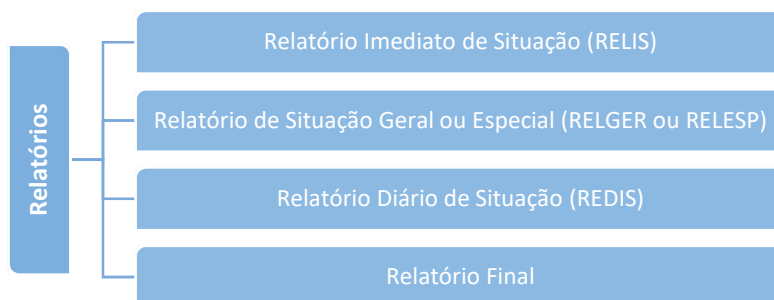 Relatórios
Relatório Imediato de Situação (RELIS)
Relatório de Situação Geral ou Especial (RELGER ou RELESP)
Relatório Diário de Situação (REDIS)
Relatório Final